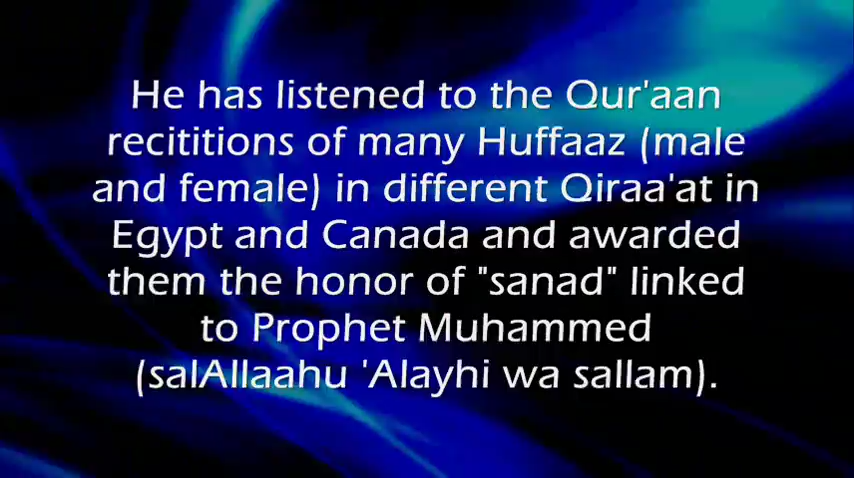 He has listened to the Qur'aan
recititions of many Huffaaz (male
and female) in different Qiraa'at in
Egypt and Canada and awarded
them the honor of "sanad" linked
to Prophet Muhammed
(salAllaahu 'Alayhi wa sallam).